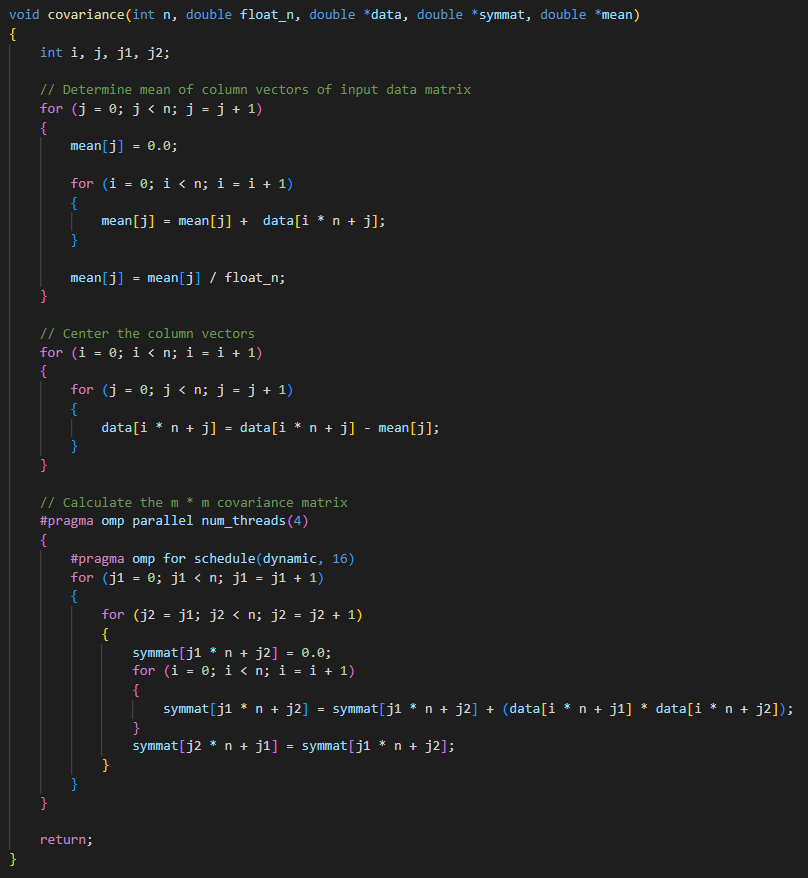 void covariance(int n, double float_n, double *data, double *symmat, double *mean)
{
    int i, j, j1, j2;

    // Determine mean of column vectors of input data matrix
    for (j = 0; j < n; j = j + 1)
    {
        mean[j] = 0.0;

        for (i = 0; i < n; i = i + 1)
        {
            mean[j] = mean[j] +  data[i * n + j];
        }

        mean[j] = mean[j] / float_n;
    }

    // Center the column vectors
    for (i = 0; i < n; i = i + 1)
    {
        for (j = 0; j < n; j = j + 1)
        {
            data[i * n + j] = data[i * n + j] - mean[j];
        }
    }

    // Calculate the m * m covariance matrix
    #pragma omp parallel num_threads(4)
    {
        #pragma omp for schedule(dynamic, 16)
        for (j1 = 0; j1 < n; j1 = j1 + 1)
        {
            for (j2 = j1; j2 < n; j2 = j2 + 1)
            {
                symmat[j1 * n + j2] = 0.0;
                for (i = 0; i < n; i = i + 1)
                {
                    symmat[j1 * n + j2] = symmat[j1 * n + j2] + (data[i * n + j1] * data[i * n + j2]);
                }
                symmat[j2 * n + j1] = symmat[j1 * n + j2];
            }
        }
    }

    return;
}